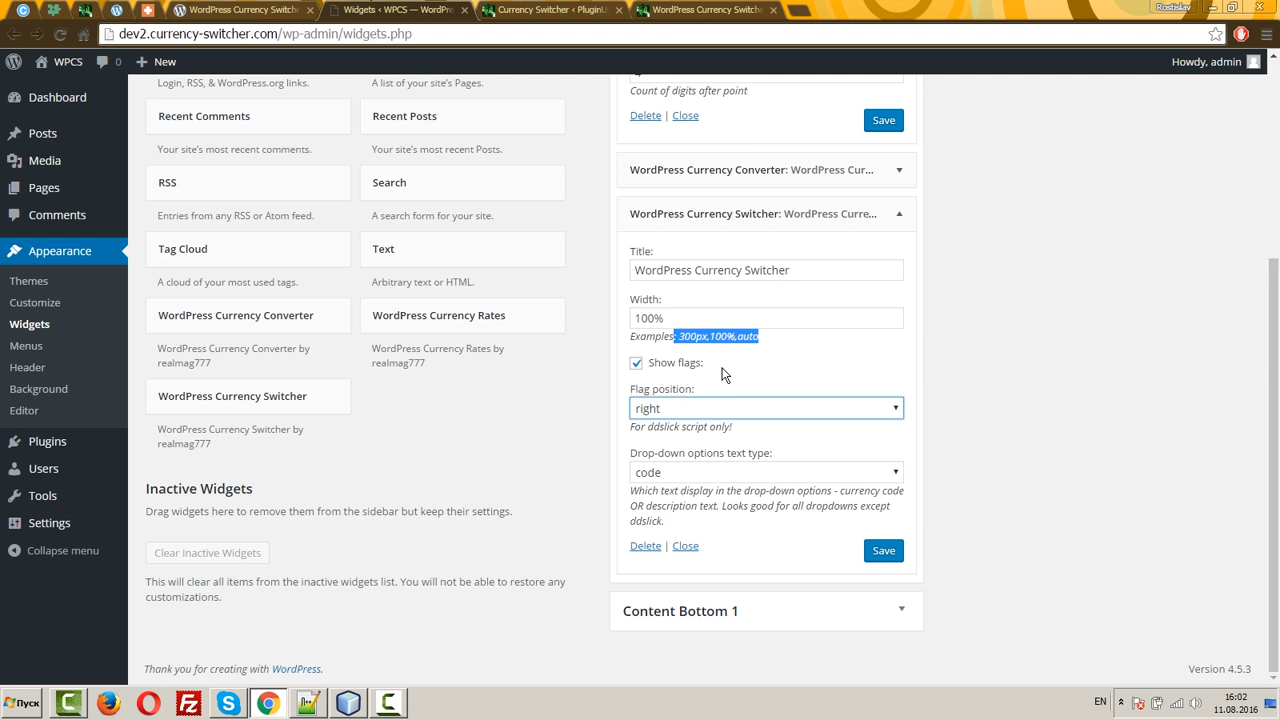 WordPress Currency Switch
Widgets ‹ WPCS — WordPr
Currency Switcher ‹ PluginU
WordPress Currency Switch
Rostislav
dev2.currency-switcher.com/wp-admin/widgets.php
WPCS
0
New
Howdy, admin
Dashboard
Posts
Media
Pages
Comments
Appearance
Themes
Customize
Widgets
Menus
Header
Background
Editor
Plugins
Users
Tools
Settings
Collapse menu
Login, RSS, & WordPress.org links.
A list of your site's Pages.
Recent Comments
Recent Posts
Your site's most recent comments.
Your site's most recent Posts.
RSS
Search
Entries from any RSS or Atom feed.
A search form for your site.
Tag Cloud
Text
A cloud of your most used tags.
Arbitrary text or HTML.
WordPress Currency Converter
WordPress Currency Rates
WordPress Currency Converter by
realmag777
WordPress Currency Rates by
realmag777
WordPress Currency Switcher
WordPress Currency Switcher by
realmag777
Inactive Widgets
Drag widgets here to remove them from the sidebar but keep their settings.
Clear Inactive Widgets
This will clear all items from the inactive widgets list. You will not be able to restore any
customizations.
Count of digits after point
Delete | Close
Save
WordPress Currency Converter: WordPress Cur...
WordPress Currency Switcher: WordPress Curre...
Title:
WordPress Currency Switcher
Width:
100%
Examples: 300px,100%,auto
Show flags:
Flag position:
right
For ddslick script only!
Drop-down options text type:
code
Which text display in the drop-down options - currency code
OR description text. Looks good for all dropdowns except
ddslick.
Delete | Close
Save
Content Bottom 1
Thank you for creating with WordPress.
Version 4.5.3
Пуск
EN
16:02
11.08.2016